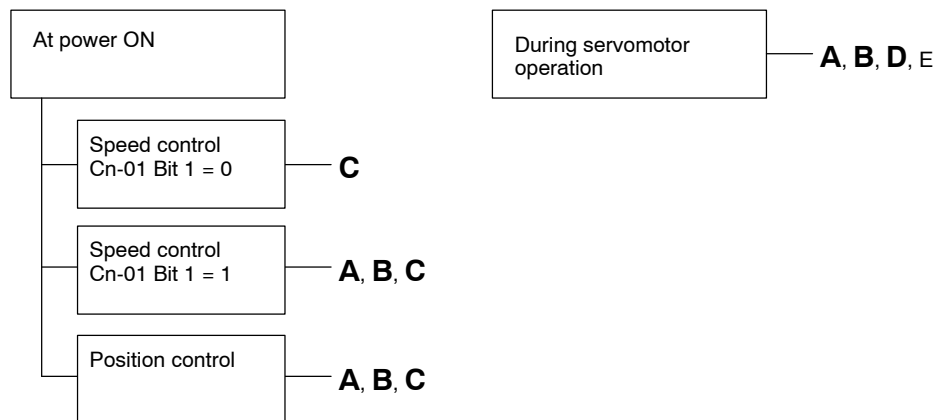 At power ON
During servomotor
operation
A, B, D, E
Speed control
Cn-01 Bit 1 = 0
C
Speed control
Cn-01 Bit 1 = 1
A, B, C
Position control
A, B, C